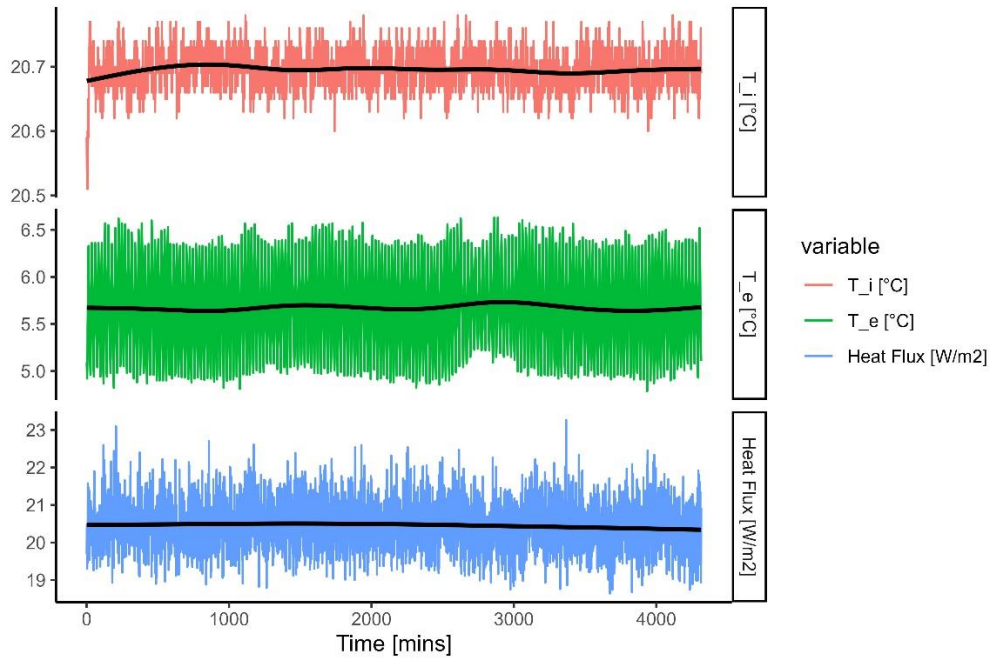 20.7
20.6
20.5
T_i [°C]
6.5
6.0
5.5
5.0
T_e [°C]
23
22
21
20
19
Heat Flux [W/m2]
0
1000
2000
3000
4000
Time [mins]
variable
T_i [°C]
T_e [°C]
Heat Flux [W/m2]